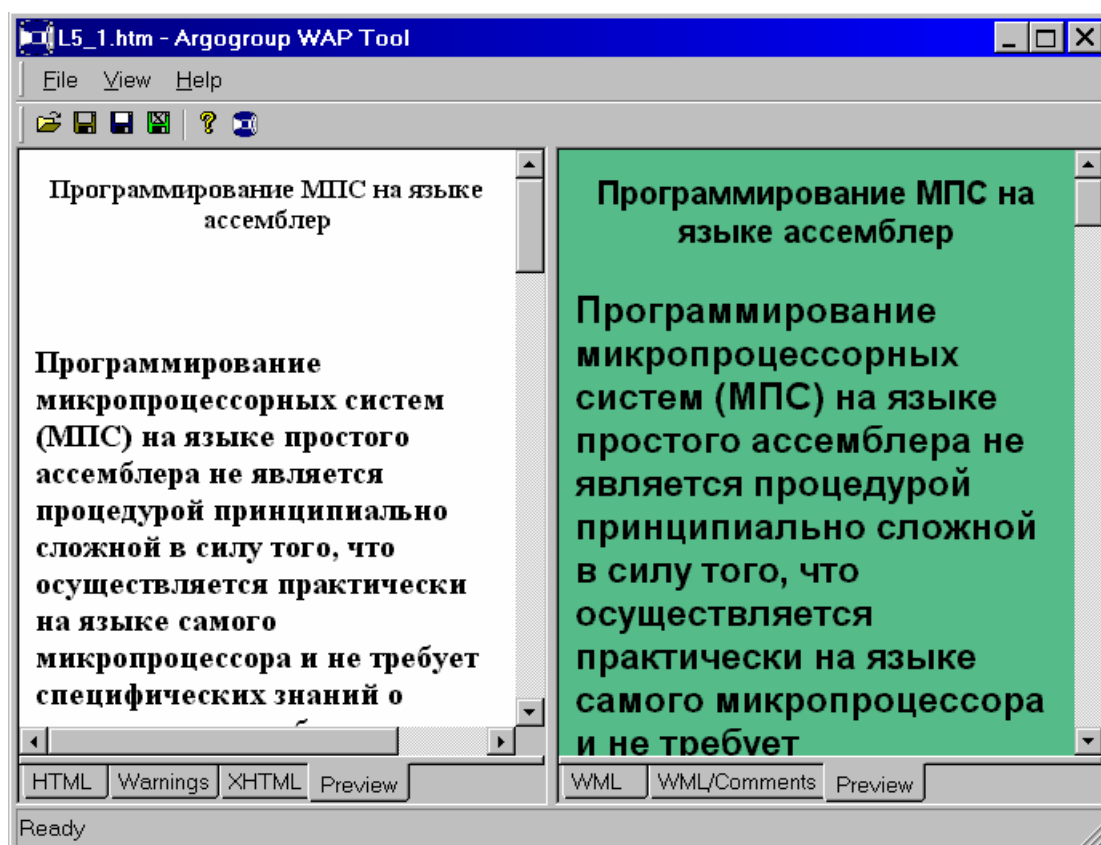 L5_1.htm - Argogroup WAP Tool
File View Help
Программирование МПС на языке
ассемблер
Программирование
микропроцессорных систем
(МПС) на языке простого
ассемблера не является
процедурой принципиально
сложной в силу того, что
осуществляется практически
на языке самого
микропроцессора и не требует
специфических знаний о
HTML Warnings XHTML Preview
Программирование МПС на
языке ассемблер
Программирование
микропроцессорных
систем (МПС) на языке
простого ассемблера не
является процедурой
принципиально сложной
в силу того, что
осуществляется
практически на языке
самого микропроцессора
и не требует
WML WML/Comments Preview
Ready